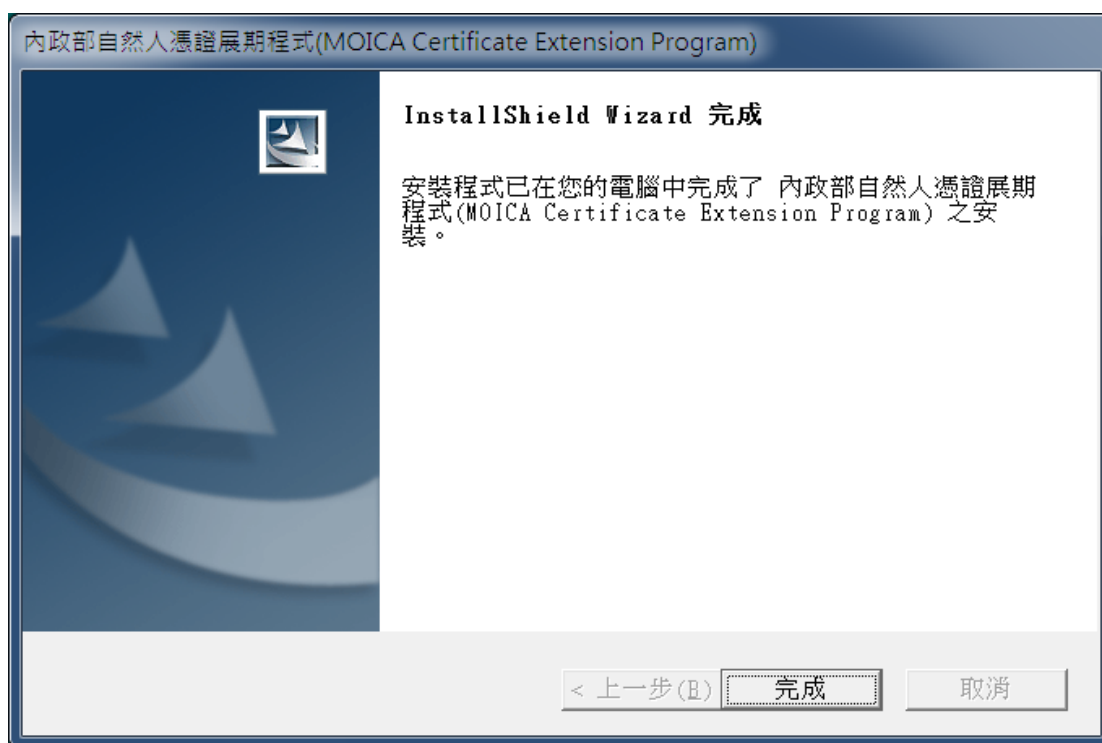 內政部自然人憑證展期程式(MOICA Certificate Extension Program)
InstallShield Wizard 完成
安裝程式已在您的電腦中完成了 內政部自然人憑證展期
程式(MOICA Certificate Extension Program) 之安
裝。
< 上一步(B)
完成
取消